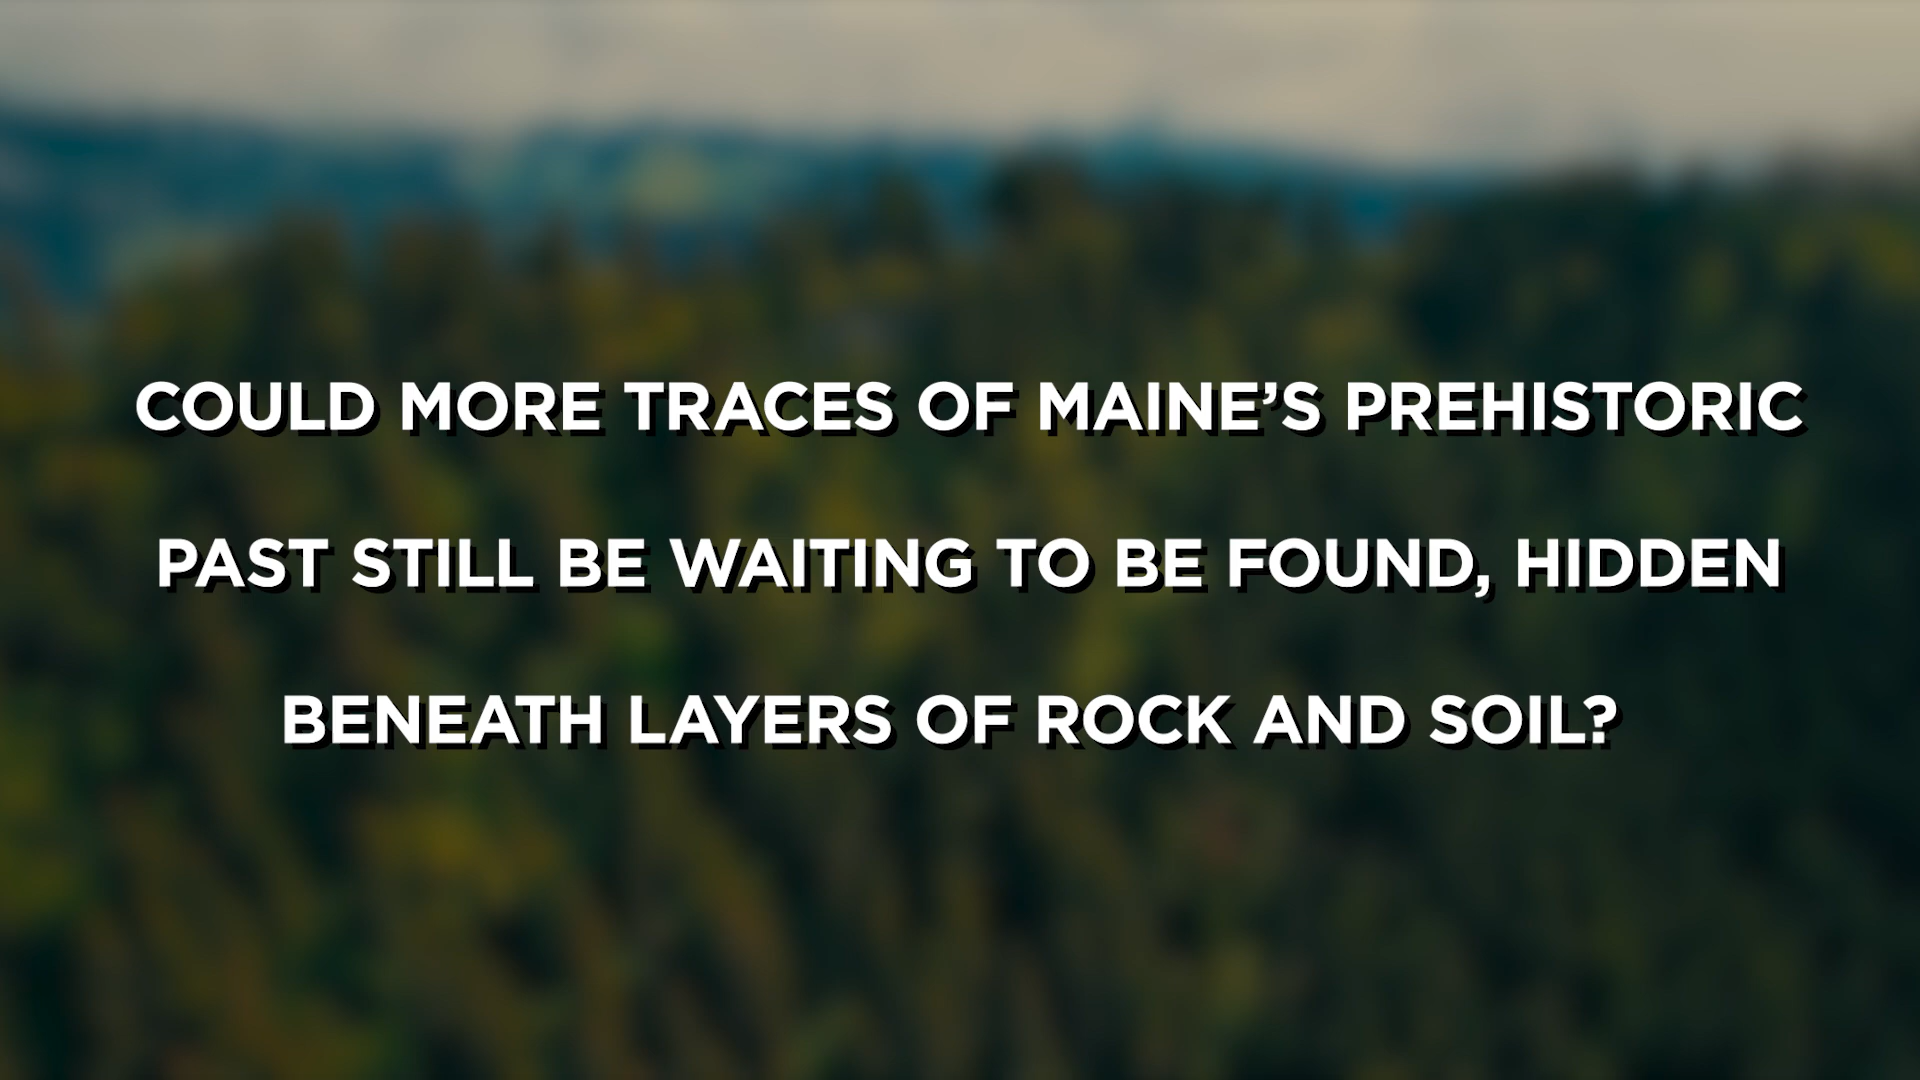 COULD MORE TRACES OF MAINE’S PREHISTORIC
PAST STILL BE WAITING TO BE FOUND, HIDDEN
BENEATH LAYERS OF ROCK AND SOIL?